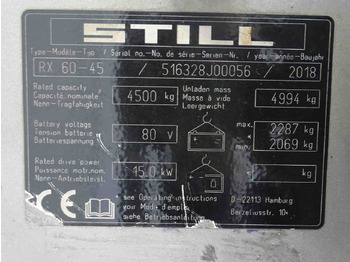 STILL
Type-Modèle-Typ / Serial no.-No. de série-Serien-Nr. / year-année-Baujahr
RX 60-45 / 516328J00056 / 2018
Rated capacity
Capacité nominale
Nenn-Tragfähigkeit
4500 kg
Unladen mass
Masse à vide
Leergewicht
4994 kg
Battery voltage
Tension batterie
Batteriespannung
80 V
max. 2287 kg
min. 2069 kg
Rated drive power
Puissance motr.nom.
Nenn-Antriebsleist.
15.0 kW
kg
CE
see Operating instructions
voir Mode d'emploi
siehe Betriebsanleitung
D-22113 Hamburg
Berzeliusstr. 10